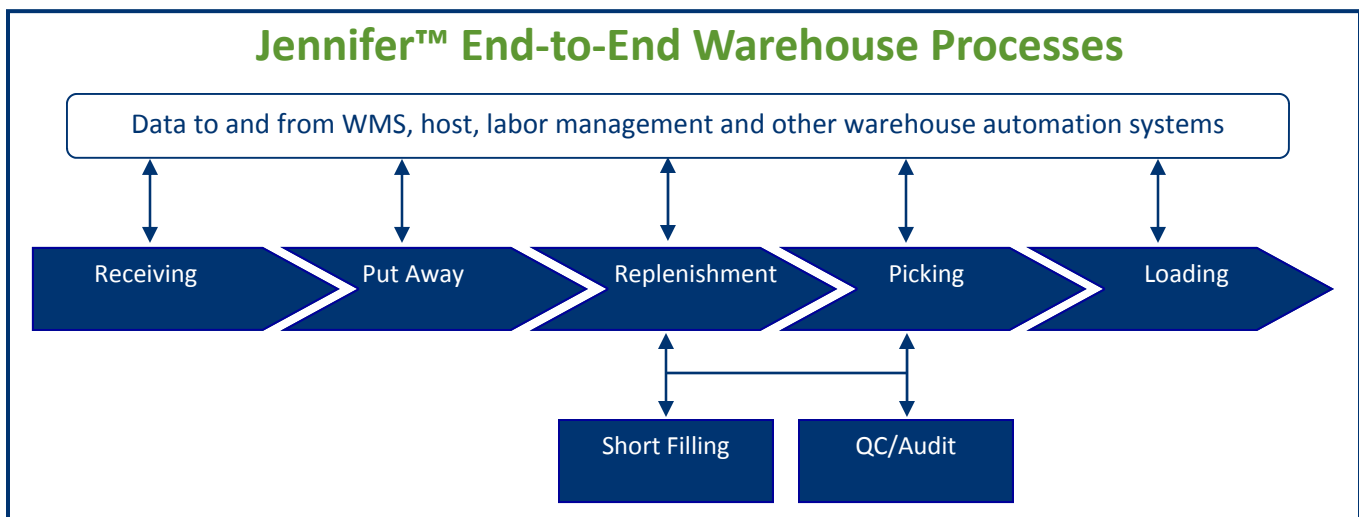 Jennifer™ End-to-End Warehouse Processes
Data to and from WMS, host, labor management and other warehouse automation systems
Receiving
Put Away
Replenishment
Picking
Loading
Short Filling
QC/Audit